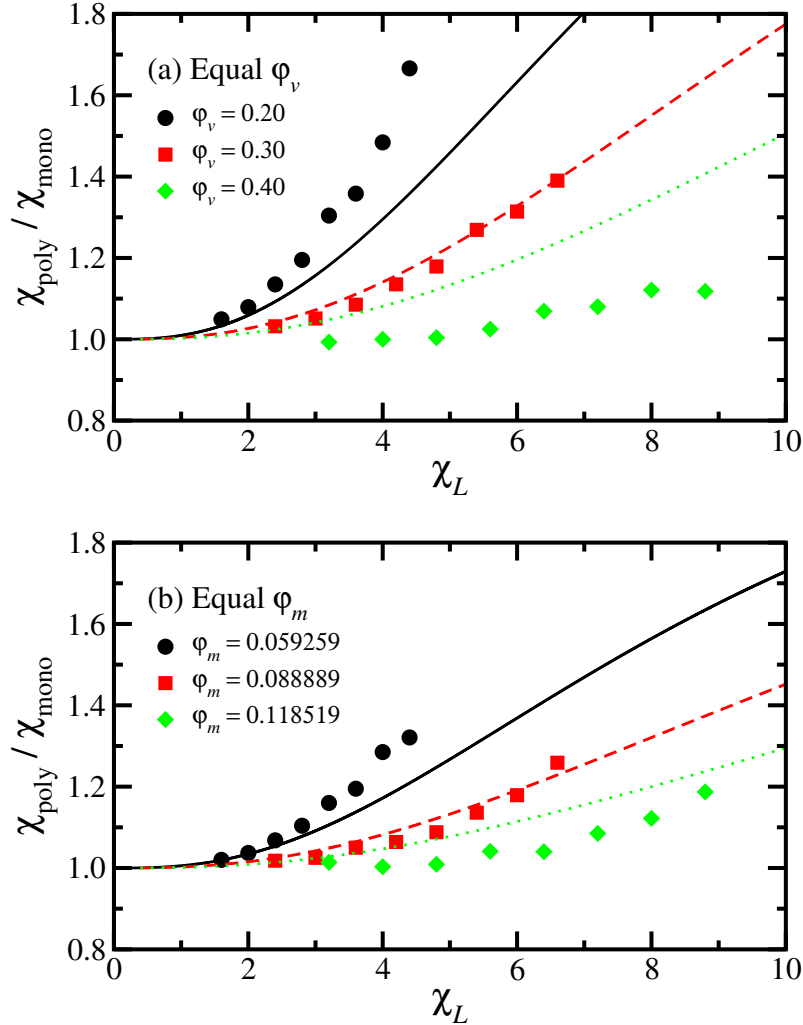 1.8
(a) Equal φᵥ
φᵥ = 0.20
φᵥ = 0.30
φᵥ = 0.40
1.6
1.4
1.2
1.0
0.8
χpoly / χmono
0 2 4 6 8 10
χL
1.8
(b) Equal φₘ
φₘ = 0.059259
φₘ = 0.088889
φₘ = 0.118519
1.6
1.4
1.2
1.0
0.8
χpoly / χmono
0 2 4 6 8 10
χL